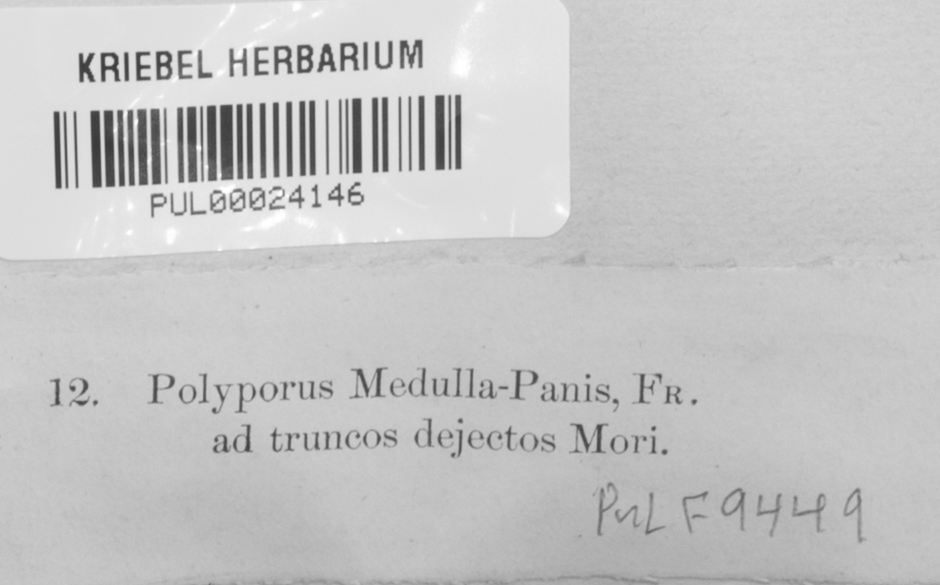 KRIEBEL HERBARIUM
PUL00024146
12. Polyporus Medulla-Panis, FR.
ad truncos dejectos Mori.
PuL F9449